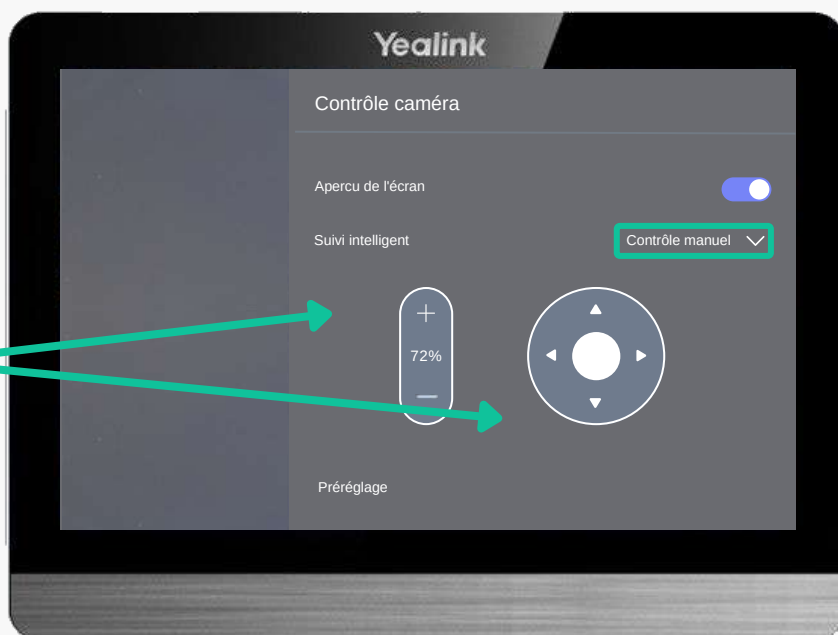 Yealink
Contrôle caméra
Apercu de l'écran
Suivi intelligent
Contrôle manuel
72%
Préréglage